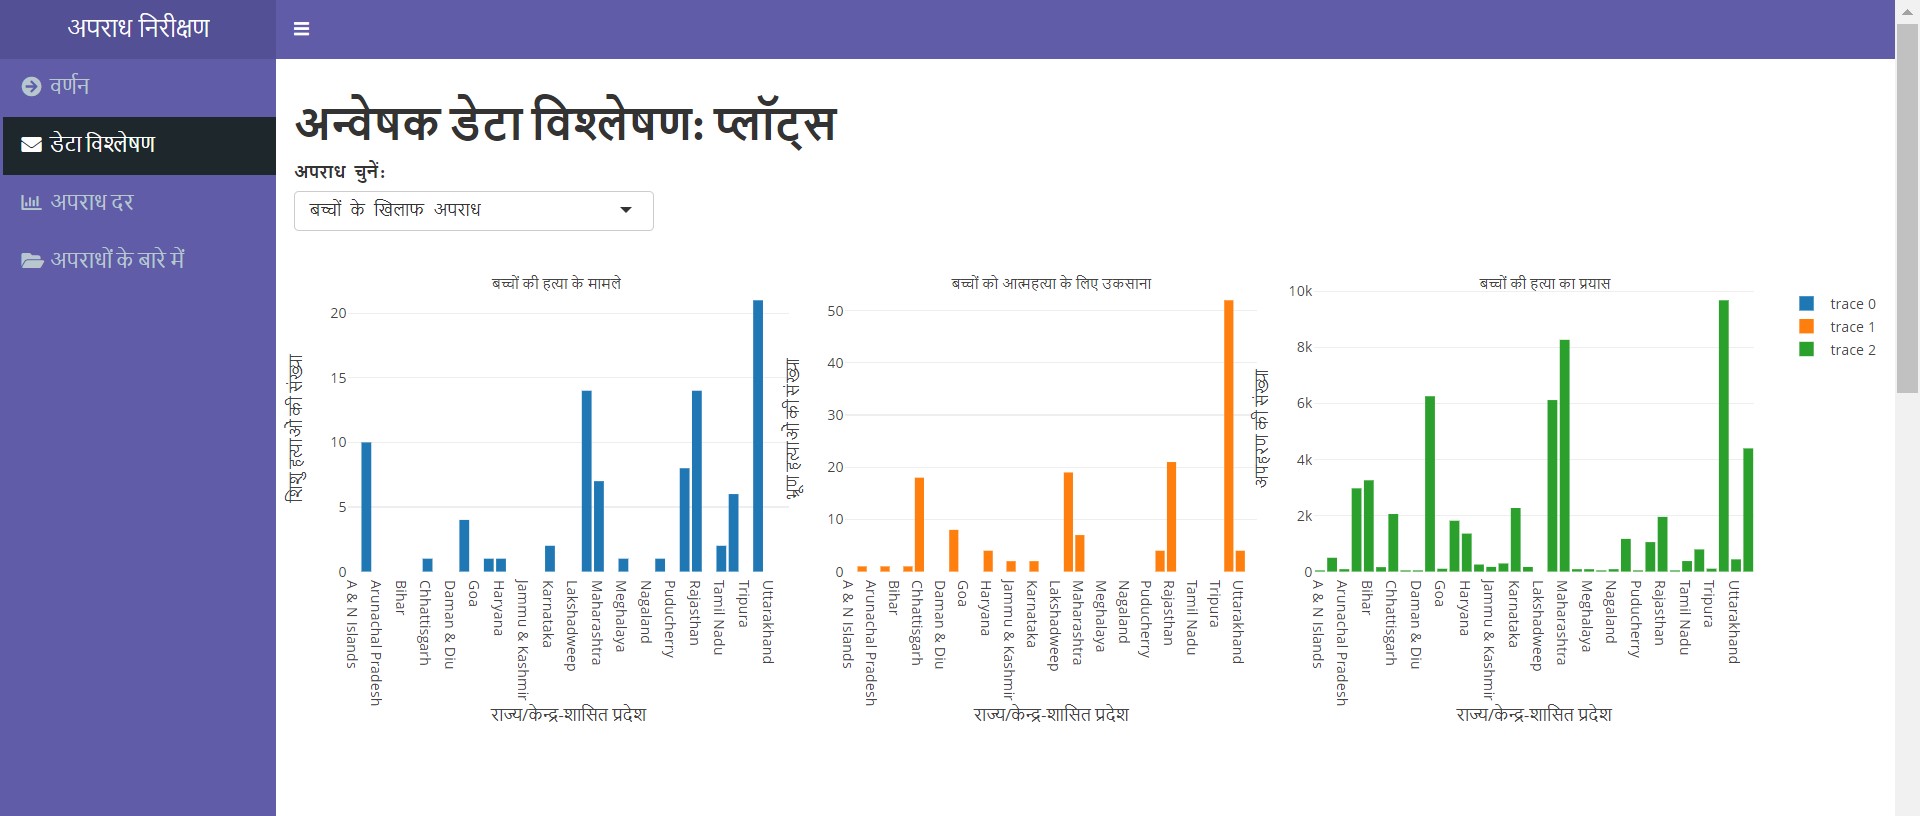 अपराध निरीक्षण
वर्णन
डेटा विश्लेषण
अपराध दर
अपराधों के बारे में
अन्वेषक डेटा विश्लेषण: प्लॉट्स
अपराध चुनें:
बच्चों के खिलाफ अपराध
बच्चों की हत्या के मामले
शिशु हत्याओं की संख्या
20
15
10
5
0
A & N Islands
Arunachal Pradesh
Bihar
Chhattisgarh
Daman & Diu
Goa
Haryana
Jammu & Kashmir
Karnataka
Lakshadweep
Maharashtra
Meghalaya
Nagaland
Puducherry
Rajasthan
Tamil Nadu
Tripura
Uttarakhand
राज्य/केन्द्र-शासित प्रदेश
बच्चों को आत्महत्या के लिए उकसाना
भ्रूण हत्याओं की संख्या
50
40
30
20
10
0
A & N Islands
Arunachal Pradesh
Bihar
Chhattisgarh
Daman & Diu
Goa
Haryana
Jammu & Kashmir
Karnataka
Lakshadweep
Maharashtra
Meghalaya
Nagaland
Puducherry
Rajasthan
Tamil Nadu
Tripura
Uttarakhand
राज्य/केन्द्र-शासित प्रदेश
बच्चों की हत्या का प्रयास
अपहरण की संख्या
10k
8k
6k
4k
2k
0
A & N Islands
Arunachal Pradesh
Bihar
Chhattisgarh
Daman & Diu
Goa
Haryana
Jammu & Kashmir
Karnataka
Lakshadweep
Maharashtra
Meghalaya
Nagaland
Puducherry
Rajasthan
Tamil Nadu
Tripura
Uttarakhand
राज्य/केन्द्र-शासित प्रदेश
trace 0
trace 1
trace 2